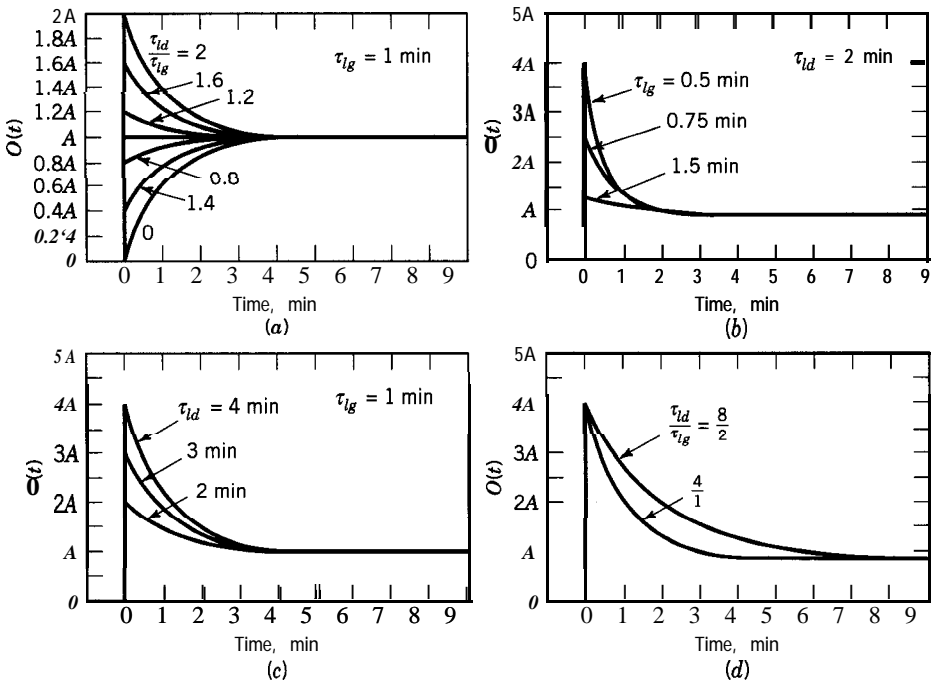 2A
1.8A
1.6A
1.4A
1.2A
A
0.8A
0.6A
0.4A
0.2‘4
0
O(t)
τld/τlg = 2
1.6
1.2
0.8
1.4
0
τlg = 1 min
0 1 2 3 4 5 6 7 8 9
Time, min
(a)
5A
4A
3A
2A
A
0
O(t)
τlg = 0.5 min
0.75 min
1.5 min
τld = 2 min
0 1 2 3 4 5 6 7 8 9
Time, min
(b)
5A
4A
3A
2A
A
0
O(t)
τld = 4 min
3 min
2 min
τlg = 1 min
0 1 2 3 4 5 6 7 8 9
Time, min
(c)
5A
4A
3A
2A
A
0
O(t)
τld/τlg = 8/2
4/1
0 1 2 3 4 5 6 7 8 9
Time, min
(d)